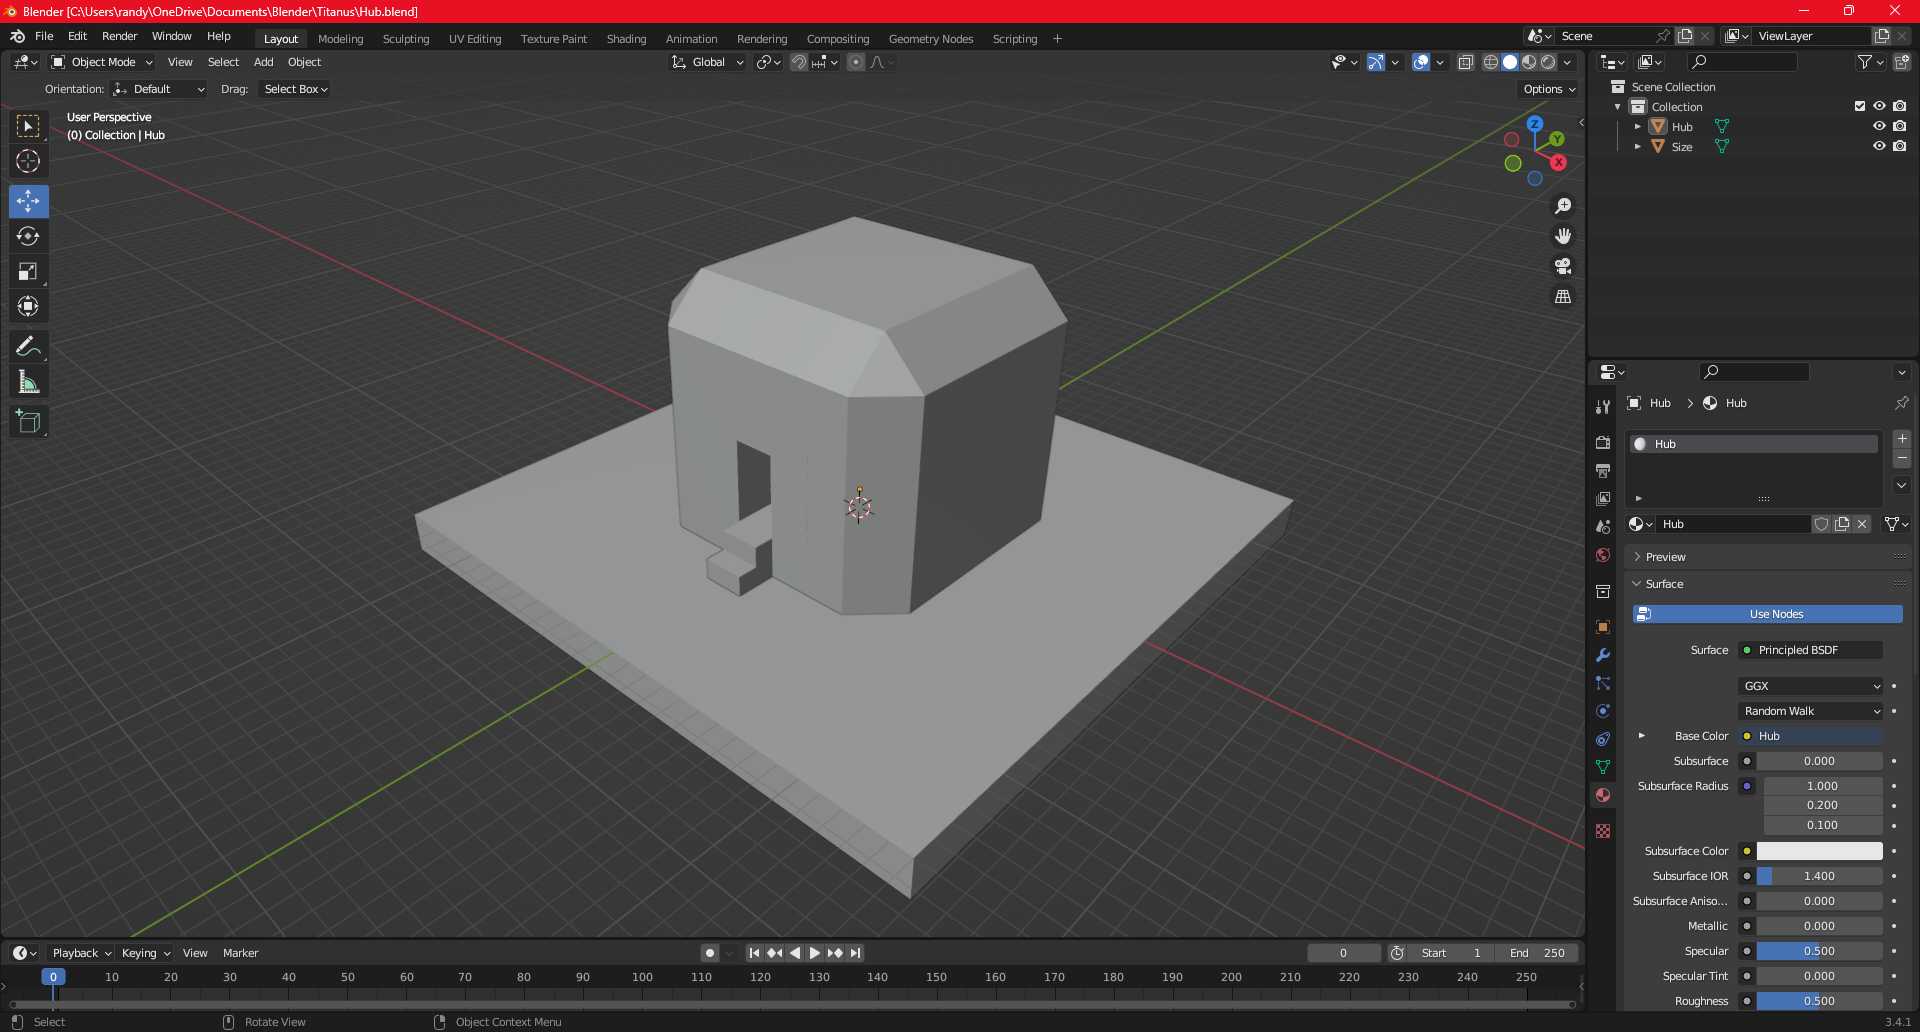 Blender [C:\Users\randy\OneDrive\Documents\Blender\Titanus\Hub.blend]
File Edit Render Window Help Layout Modeling Sculpting UV Editing Texture Paint Shading Animation Rendering Compositing Geometry Nodes Scripting + Scene ViewLayer
Object Mode View Select Add Object Global
Orientation: Default Drag: Select Box Options
User Perspective
(0) Collection | Hub
Z
Y
X
Scene Collection
Collection
Hub
Size
Hub > Hub
Hub
Hub
Preview
Surface
Use Nodes
Surface Principled BSDF
GGX
Random Walk
Base Color Hub
Subsurface 0.000
Subsurface Radius 1.000
0.200
0.100
Subsurface Color
Subsurface IOR 1.400
Subsurface Aniso... 0.000
Metallic 0.000
Specular 0.500
Specular Tint 0.000
Roughness 0.500
Playback Keying View Marker 0 Start 1 End 250
0 10 20 30 40 50 60 70 80 90 100 110 120 130 140 150 160 170 180 190 200 210 220 230 240 250
Select Rotate View Object Context Menu 3.4.1